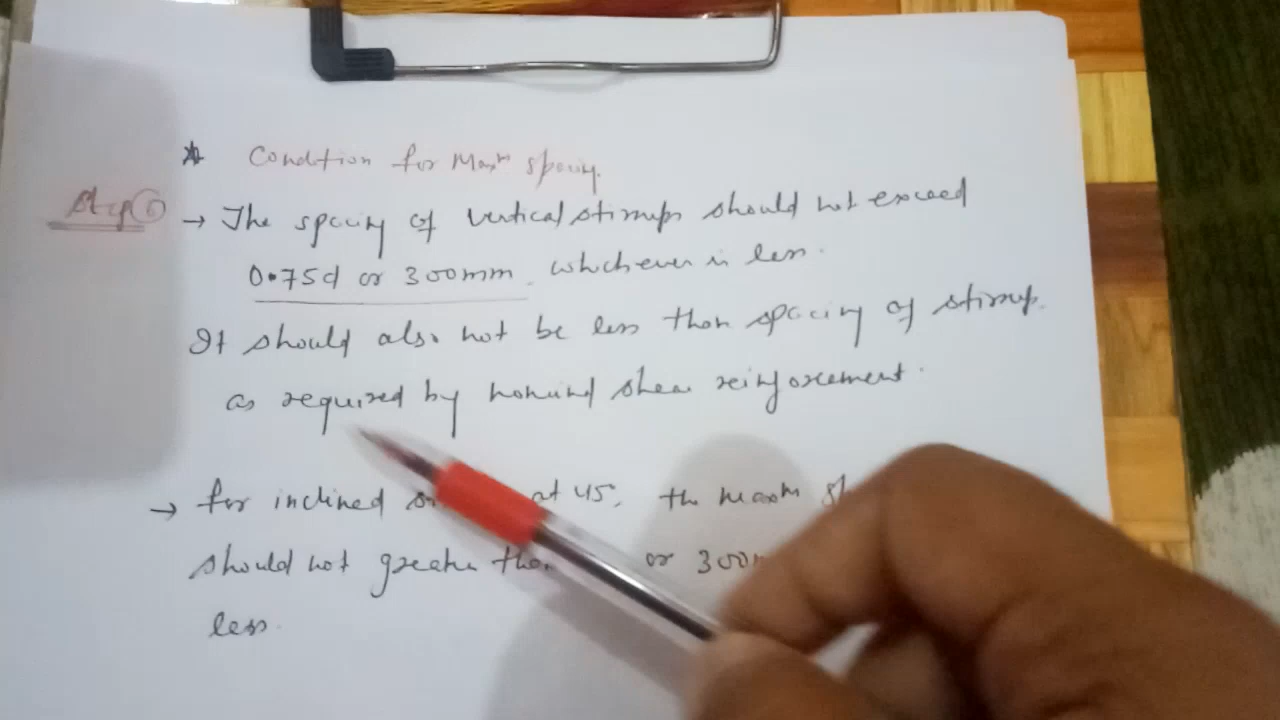 * Condition for Maxm spacing.
Step 6 → The spacing of vertical stirrups should not exceed
0.75d or 300mm, whichever is less.
It should also not be less than spacing of stirrup.
as required by nominal shear reinforcement.
→ for inclined at 45, the maxm
should not greater than or 300m
less.